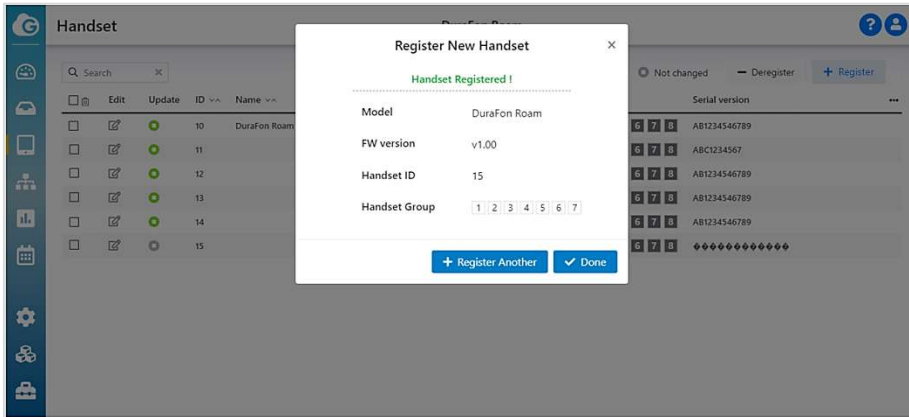 Handset
Register New Handset
×
Search ×
Handset Registered !
Not changed
− Deregister
+ Register
Edit Update ID Name
Serial version
10 DuraFon Roam 6 7 8 AB1234546789
11 6 7 8 ABC1234567
12 6 7 8 AB1234546789
13 6 7 8 AB1234546789
14 6 7 8 AB1234546789
15 6 7 8 �������������
Model DuraFon Roam
FW version v1.00
Handset ID 15
Handset Group 1 2 3 4 5 6 7
+ Register Another
Done